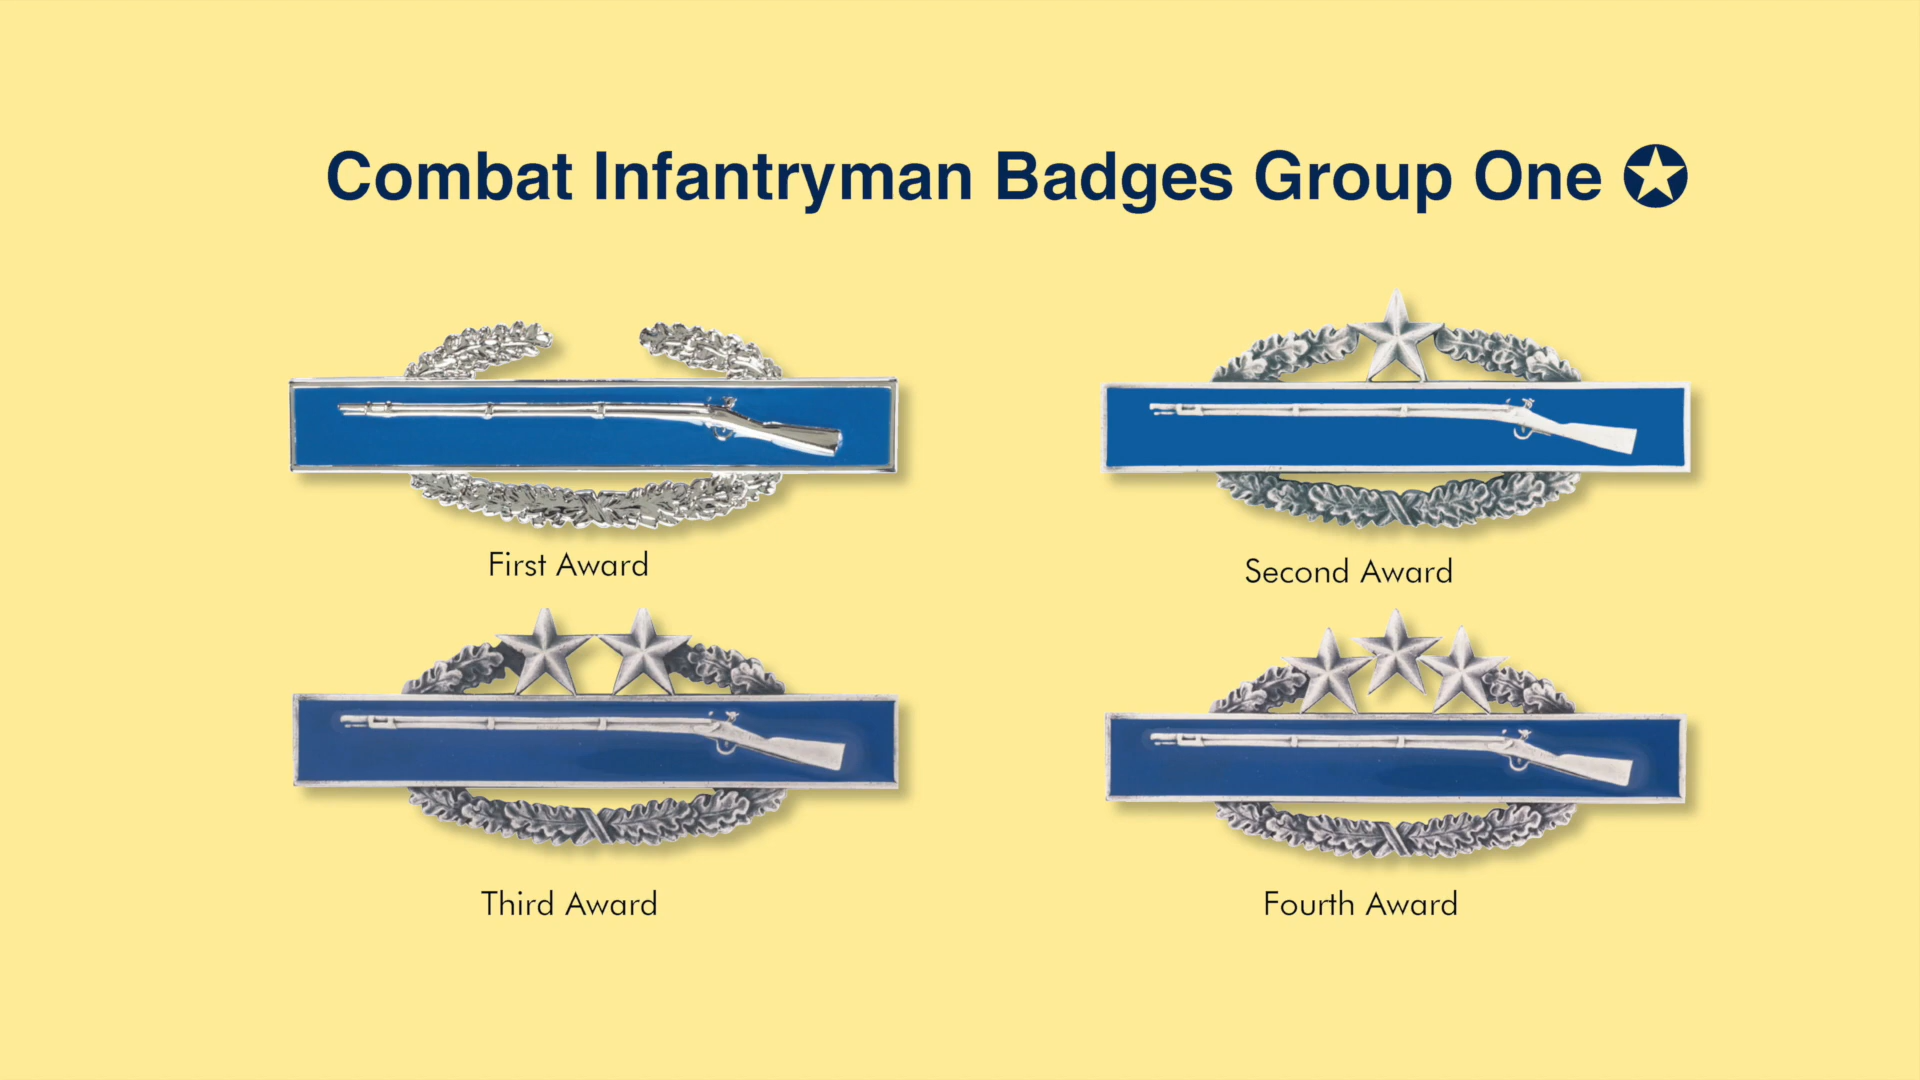 Combat Infantryman Badges Group One
First Award
Second Award
Third Award
Fourth Award